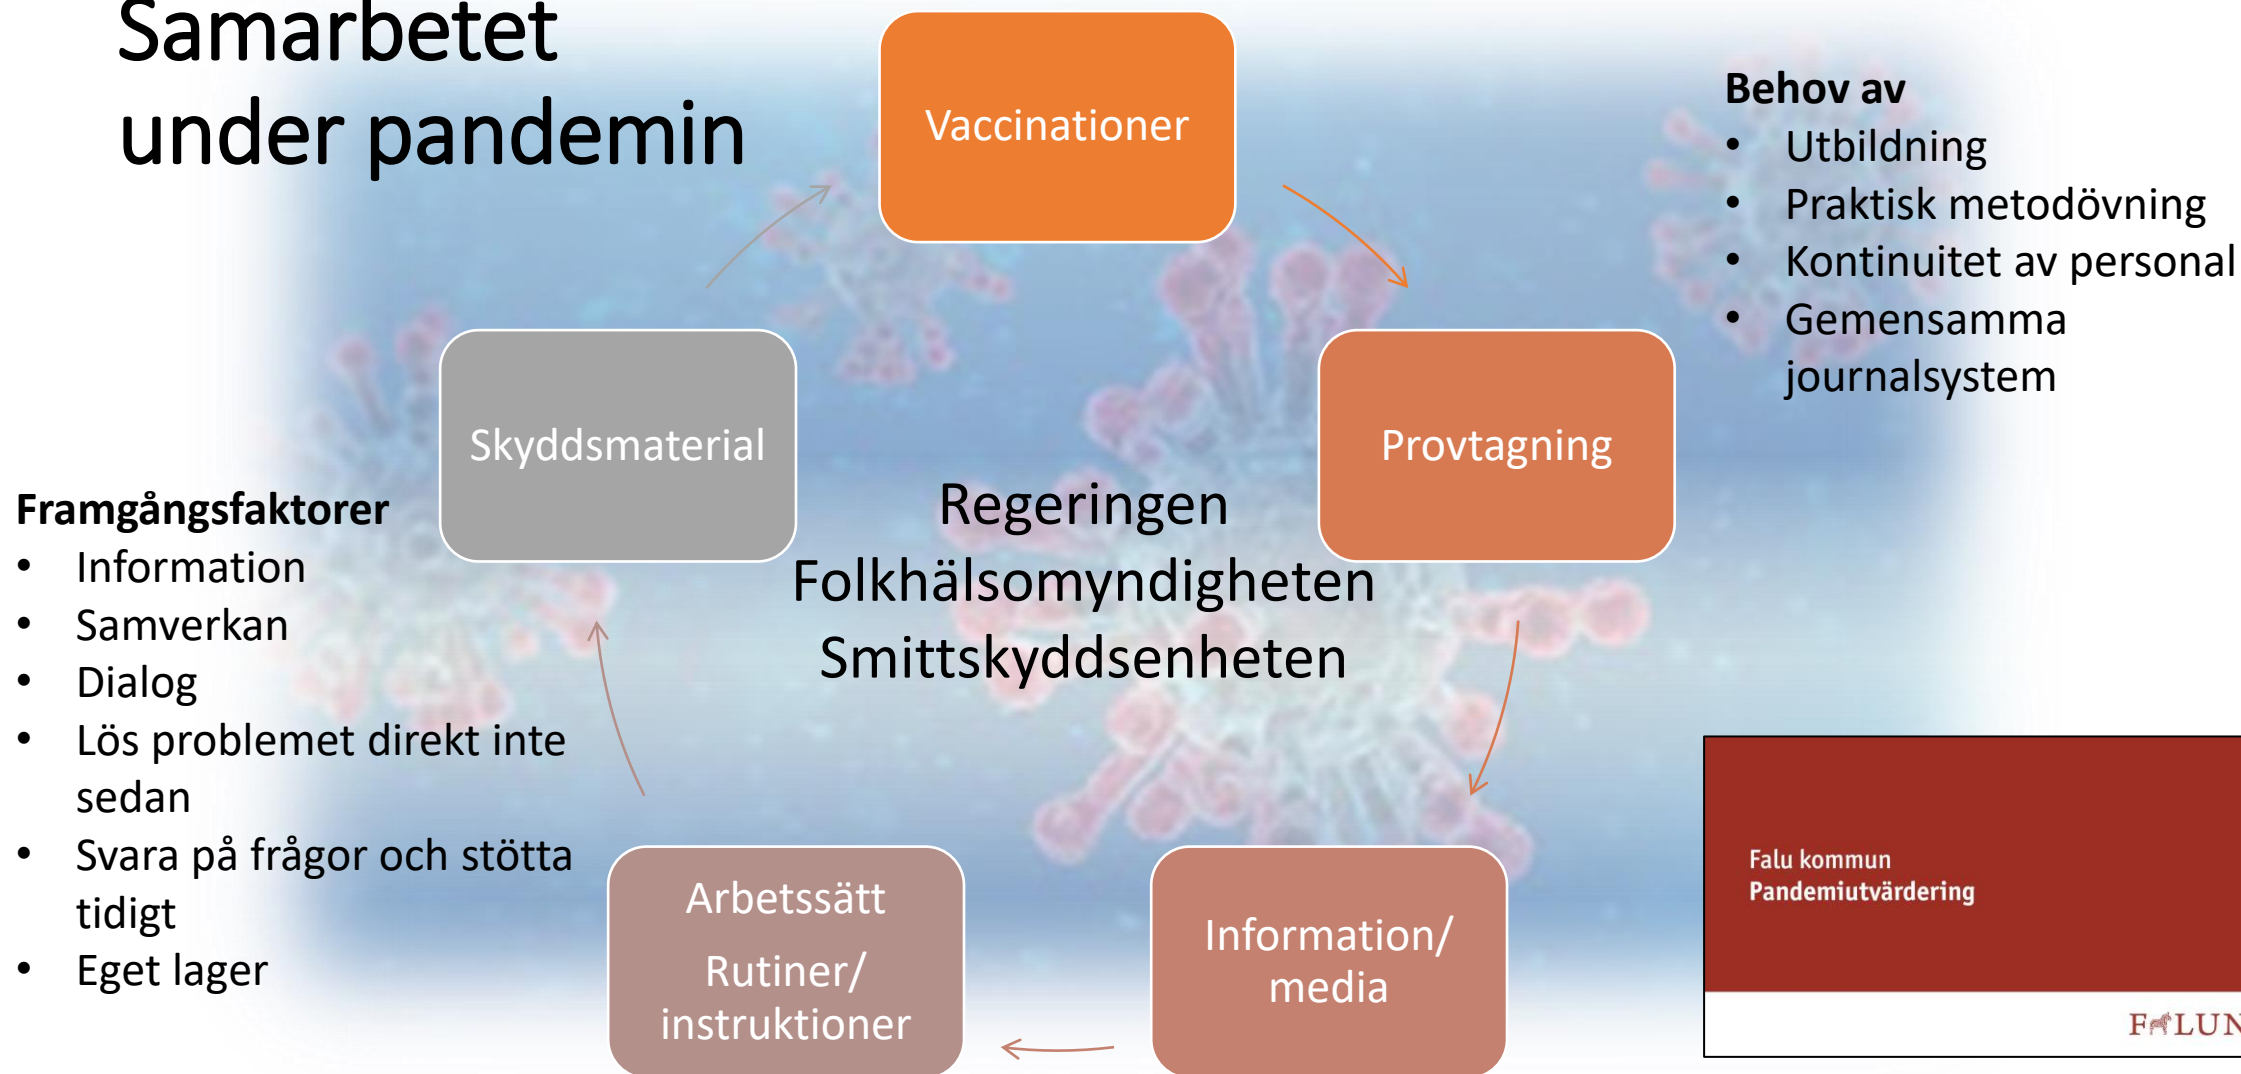 Samarbetet
under pandemin
Vaccinationer
Behov av
• Utbildning
• Praktisk metodövning
• Kontinuitet av personal
• Gemensamma
journalsystem
Skyddsmaterial
Provtagning
Regeringen
Folkhälsomyndigheten
Smittskyddsenheten
Framgångsfaktorer
• Information
• Samverkan
• Dialog
• Lös problemet direkt inte
sedan
• Svara på frågor och stötta
tidigt
• Eget lager
Arbetssätt
Rutiner/
instruktioner
Information/
media
Falu kommun
Pandemiutvärdering
FALUN